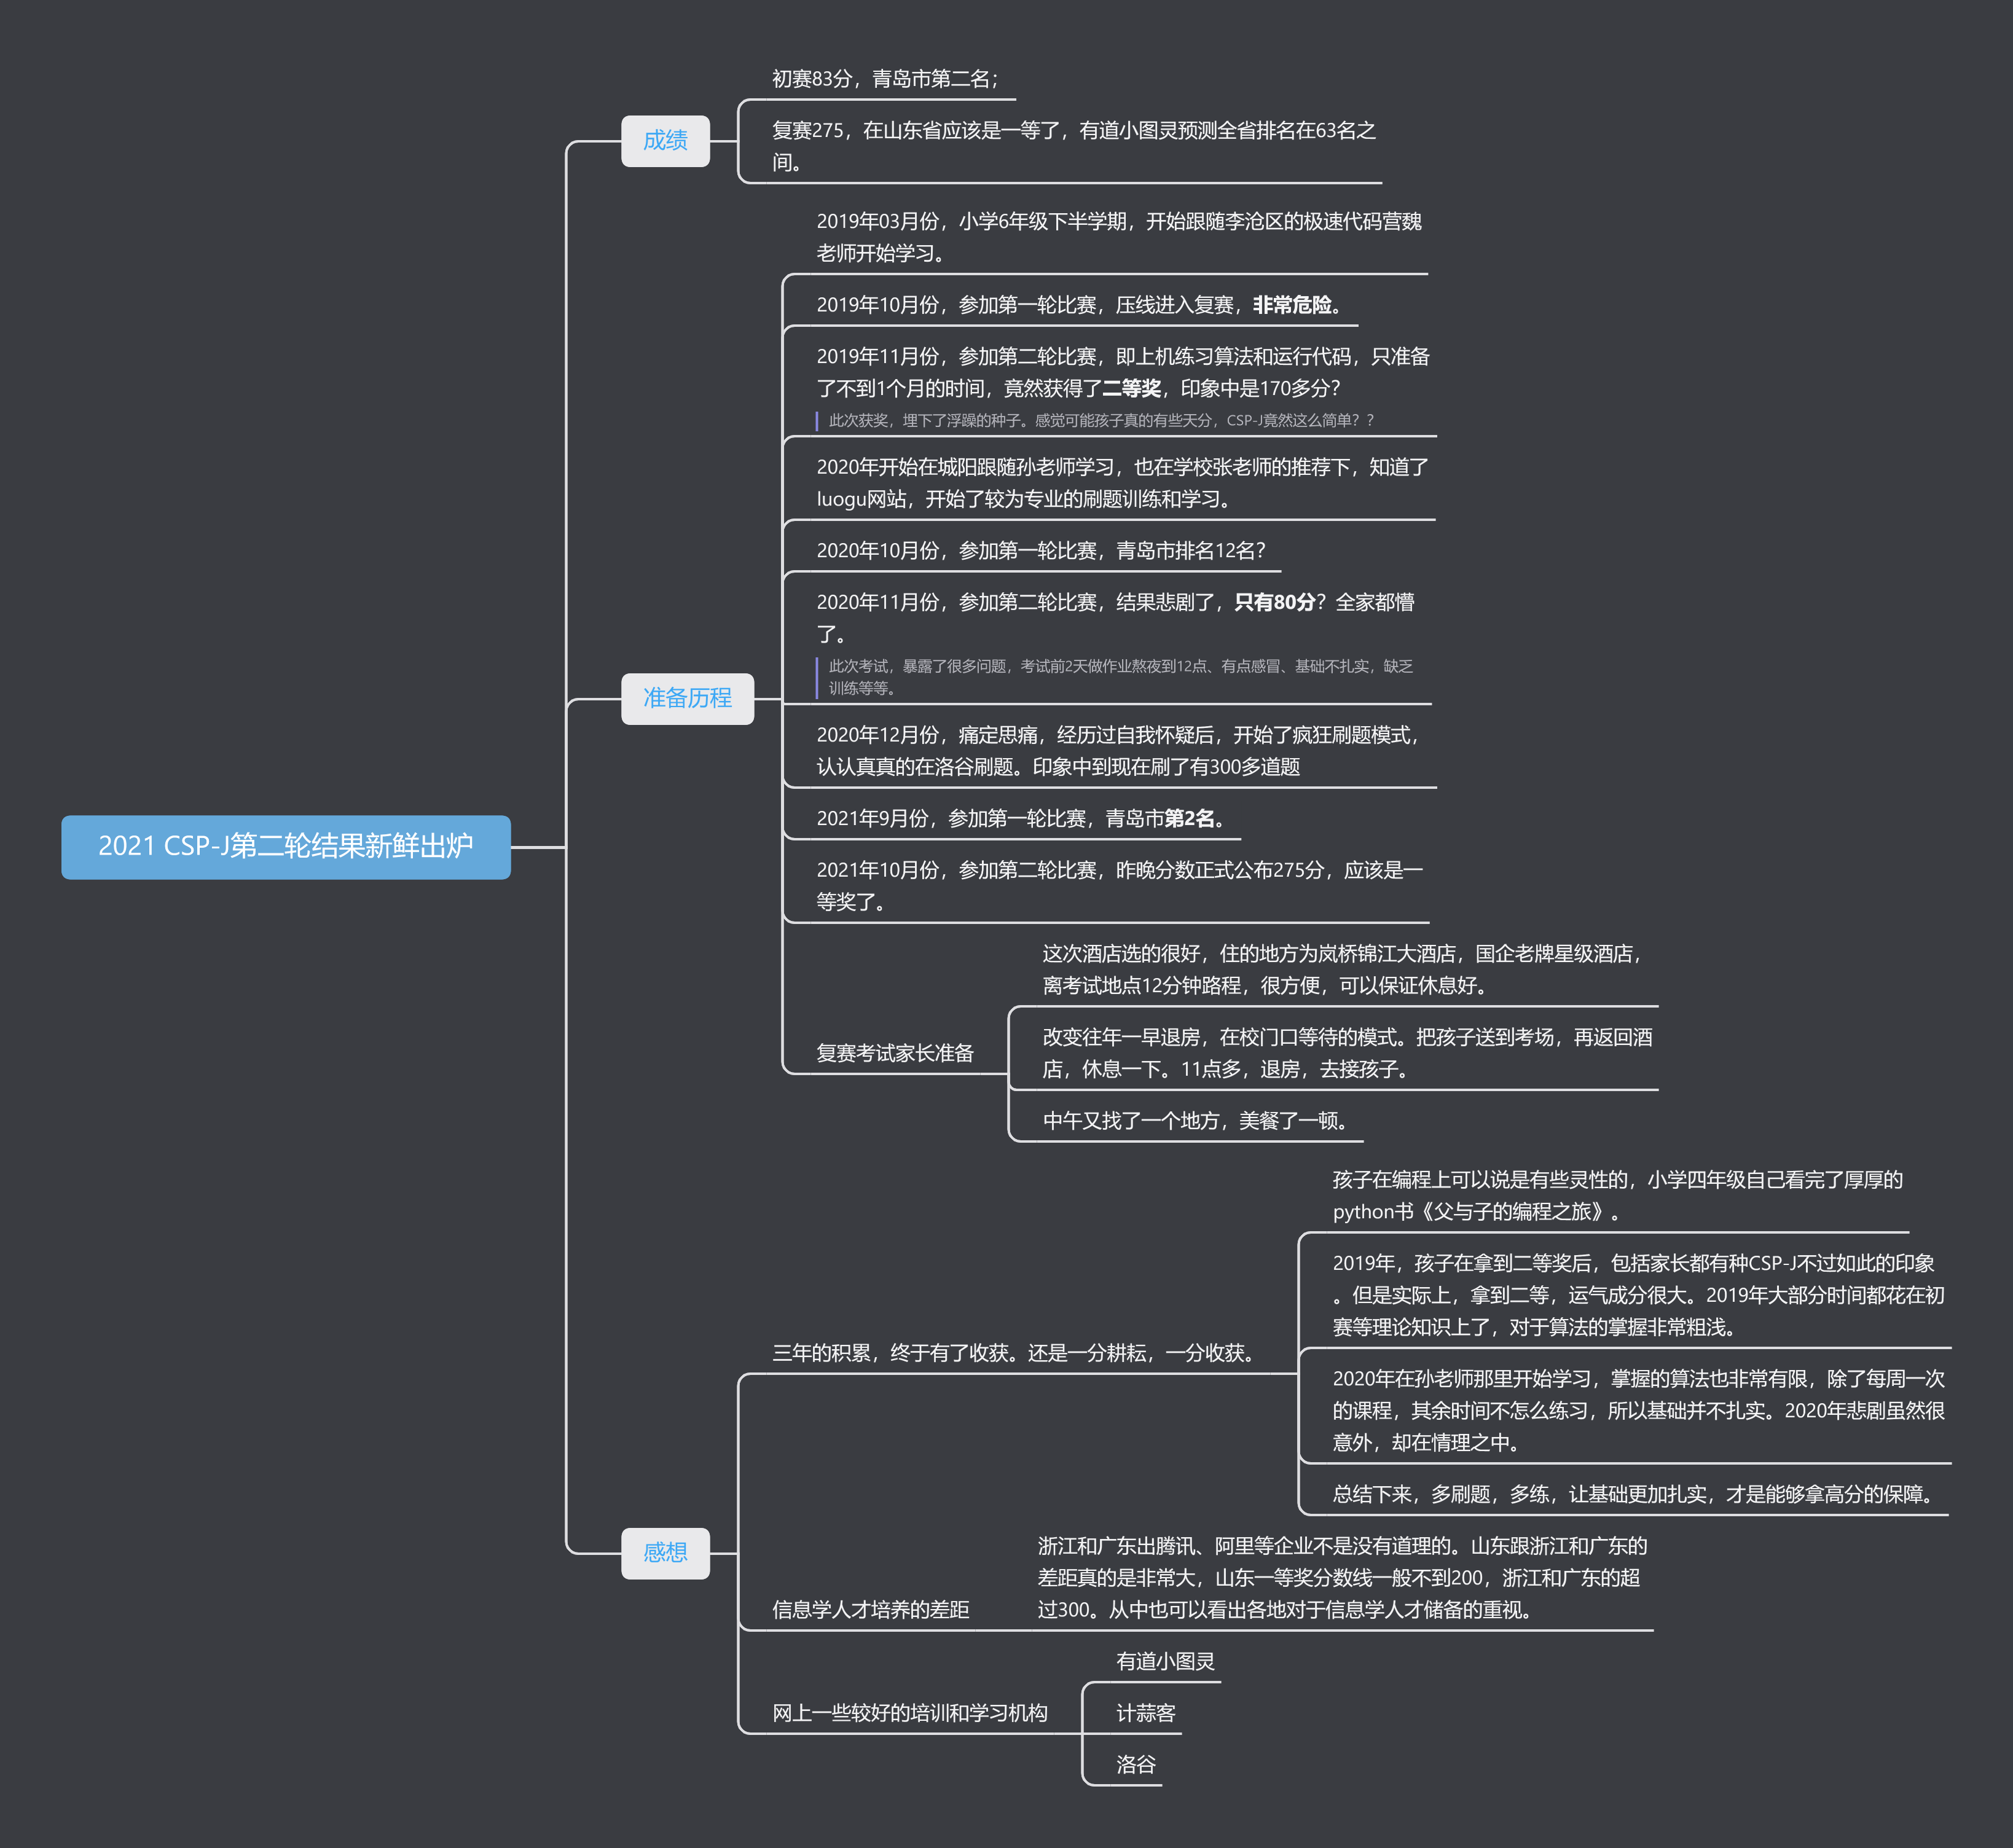 2021 CSP-J第二轮结果新鲜出炉
成绩
初赛83分，青岛市第二名；
复赛275，在山东省应该是一等了，有道小图灵预测全省排名在63名之
间。
准备历程
2019年03月份，小学6年级下半学期，开始跟随李沧区的极速代码营魏
老师开始学习。
2019年10月份，参加第一轮比赛，压线进入复赛，非常危险。
2019年11月份，参加第二轮比赛，即上机练习算法和运行代码，只准备
了不到1个月的时间，竟然获得了二等奖，印象中是170多分？
此次获奖，埋下了浮躁的种子。感觉可能孩子真的有些天分，CSP-J竟然这么简单？？
2020年开始在城阳跟随孙老师学习，也在学校张老师的推荐下，知道了
luogu网站，开始了较为专业的刷题训练和学习。
2020年10月份，参加第一轮比赛，青岛市排名12名？
2020年11月份，参加第二轮比赛，结果悲剧了，只有80分？全家都懵
了。
此次考试，暴露了很多问题，考试前2天做作业熬夜到12点、有点感冒、基础不扎实，缺乏
训练等等。
2020年12月份，痛定思痛，经历过自我怀疑后，开始了疯狂刷题模式，
认认真真的在洛谷刷题。印象中到现在刷了有300多道题
2021年9月份，参加第一轮比赛，青岛市第2名。
2021年10月份，参加第二轮比赛，昨晚分数正式公布275分，应该是一
等奖了。
复赛考试家长准备
这次酒店选的很好，住的地方为岚桥锦江大酒店，国企老牌星级酒店，
离考试地点12分钟路程，很方便，可以保证休息好。
改变往年一早退房，在校门口等待的模式。把孩子送到考场，再返回酒
店，休息一下。11点多，退房，去接孩子。
中午又找了一个地方，美餐了一顿。
感想
三年的积累，终于有了收获。还是一分耕耘，一分收获。
孩子在编程上可以说是有些灵性的，小学四年级自己看完了厚厚的
python书《父与子的编程之旅》。
2019年，孩子在拿到二等奖后，包括家长都有种CSP-J不过如此的印象
。但是实际上，拿到二等，运气成分很大。2019年大部分时间都花在初
赛等理论知识上了，对于算法的掌握非常粗浅。
2020年在孙老师那里开始学习，掌握的算法也非常有限，除了每周一次
的课程，其余时间不怎么练习，所以基础并不扎实。2020年悲剧虽然很
意外，却在情理之中。
总结下来，多刷题，多练，让基础更加扎实，才是能够拿高分的保障。
信息学人才培养的差距
浙江和广东出腾讯、阿里等企业不是没有道理的。山东跟浙江和广东的
差距真的是非常大，山东一等奖分数线一般不到200，浙江和广东的超
过300。从中也可以看出各地对于信息学人才储备的重视。
网上一些较好的培训和学习机构
有道小图灵
计蒜客
洛谷